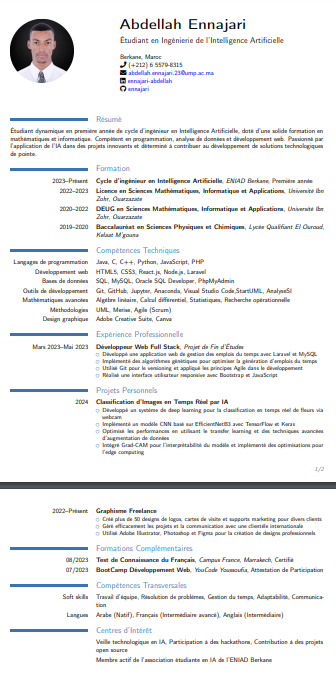 Abdellah Ennajari
Étudiant en Ingénierie de l'Intelligence Artificielle
Berkane, Maroc
(+212) 6 5579-8315
abdellah.ennajari.23@ump.ac.ma
ennajari-abdellah
ennajari
Résumé
Étudiant dynamique en première année de cycle d'ingénieur en Intelligence Artificielle, doté d'une solide formation en
mathématiques et informatique. Compétent en programmation, analyse de données et développement web. Passionné par
l'application de l'IA dans des projets innovants et déterminé à contribuer au développement de solutions technologiques
de pointe.
Formation
2023–Présent Cycle d'ingénieur en Intelligence Artificielle, ENIAD Berkane, Première année
2022–2023 Licence en Sciences Mathématiques, Informatique et Applications, Université Ibn
Zohr, Ouarzazate
2020–2022 DEUG en Sciences Mathématiques, Informatique et Applications, Université Ibn
Zohr, Ouarzazate
2019–2020 Baccalauréat en Sciences Physiques et Chimiques, Lycée Qualifiant El Ouroud,
Kelaat M'gouna
Compétences Techniques
Langages de programmation Java, C, C++, Python, JavaScript, PHP
Développement web HTML5, CSS3, React.js, Node.js, Laravel
Bases de données SQL, MySQL, Oracle SQL Developer, PhpMyAdmin
Outils de développement Git, GitHub, Jupyter, Anaconda, Visual Studio Code,StarUML, AnalyseSI
Mathématiques avancées Algèbre linéaire, Calcul différentiel, Statistiques, Recherche opérationnelle
Méthodologies UML, Merise, Agile (Scrum)
Design graphique Adobe Creative Suite, Canva
Expérience Professionnelle
Mars 2023–Mai 2023 Développeur Web Full Stack, Projet de Fin d'Études
Développé une application web de gestion des emplois du temps avec Laravel et MySQL
Implémenté des algorithmes génétiques pour optimiser la génération d'emplois du temps
Utilisé Git pour le versioning et appliqué les principes Agile dans le développement
Réalisé une interface utilisateur responsive avec Bootstrap et JavaScript
Projets Personnels
2024 Classification d'Images en Temps Réel par IA
Développé un système de deep learning pour la classification en temps réel de fleurs via
webcam
Implémenté un modèle CNN basé sur EfficientNetB3 avec TensorFlow et Keras
Optimisé les performances en utilisant le transfer learning et des techniques avancées
d'augmentation de données
Intégré Grad-CAM pour l'interprétabilité du modèle et implémenté des optimisations pour
l'edge computing
1/2
2022–Présent Graphisme Freelance
Créé plus de 50 designs de logos, cartes de visite et supports marketing pour divers clients
Géré efficacement les projets et la communication avec une clientèle internationale
Utilisé Adobe Illustrator, Photoshop et Figma pour la création de designs professionnels
Formations Complémentaires
08/2023 Test de Connaissance du Français, Campus France, Marrakech, Certifié
07/2023 BootCamp Développement Web, YouCode Youssoufia, Attestation de Participation
Compétences Transversales
Soft skills Travail d'équipe, Résolution de problèmes, Gestion du temps, Adaptabilité, Communica-
tion
Langues Arabe (Natif), Français (Intermédiaire avancé), Anglais (Intermédiaire)
Centres d'Intérêt
Veille technologique en IA, Participation à des hackathons, Contribution à des projets
open source
Membre actif de l'association étudiante en IA de l'ENIAD Berkane